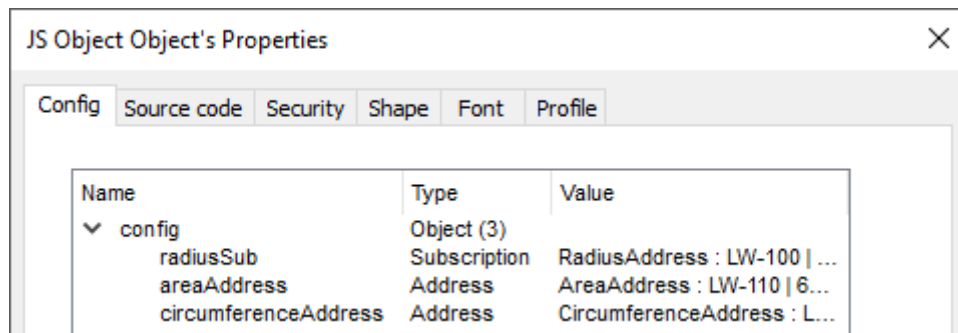 JS Object Object's Properties
Config Source code Security Shape Font Profile
Name Type Value
config Object (3)
radiusSub Subscription RadiusAddress : LW-100 | ...
areaAddress Address AreaAddress : LW-110 | 6...
circumferenceAddress Address CircumferenceAddress : L...